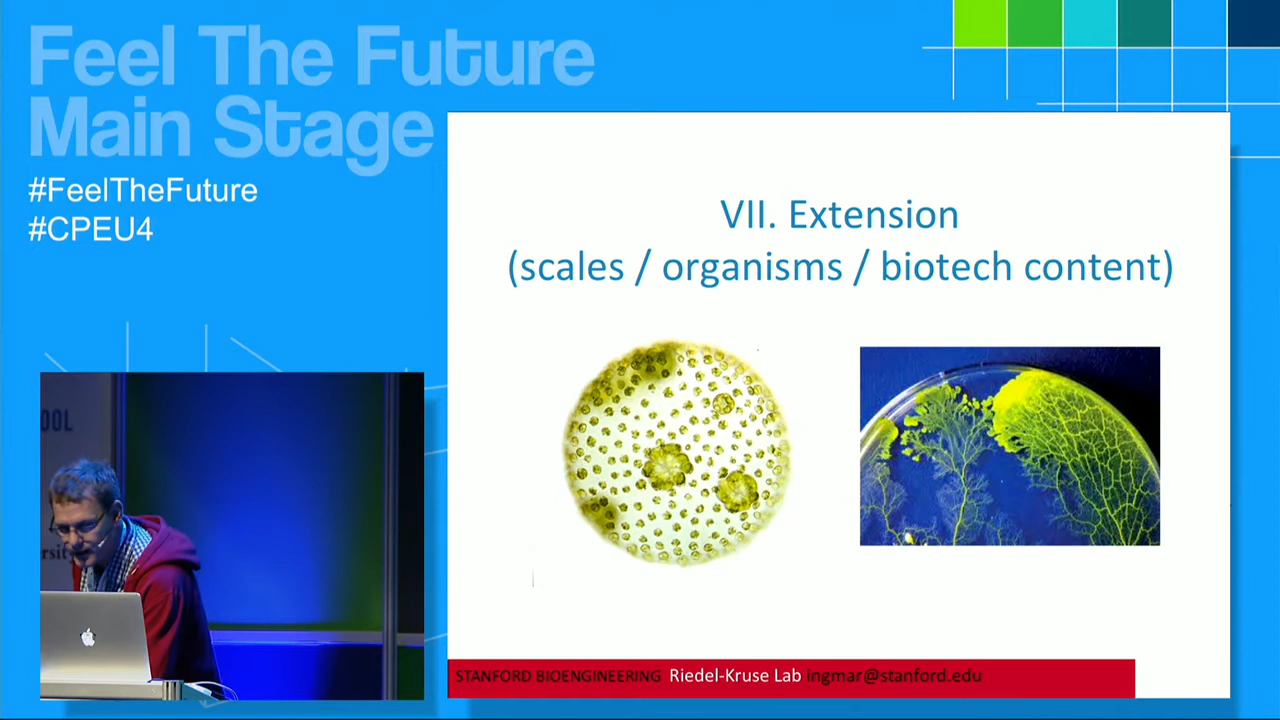 Feel The Future
Main Stage
#FeelTheFuture
#CPEU4
VII. Extension
(scales / organisms / biotech content)
STANFORD BIOENGINEERING Riedel-Kruse Lab ingmar@stanford.edu